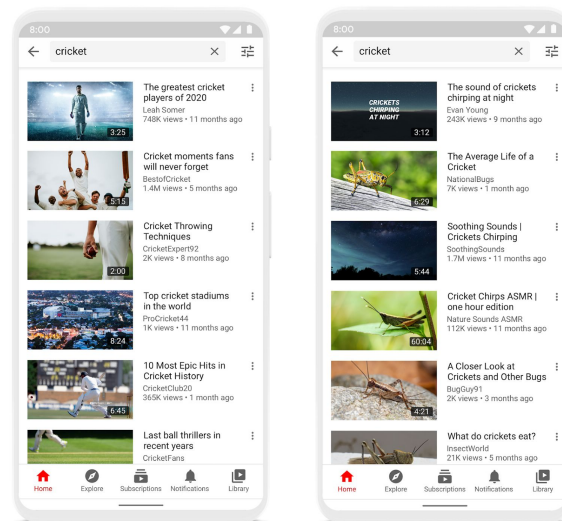 8:00
cricket
The greatest cricket
players of 2020
Leah Somer
748K views • 11 months ago
3:25
Cricket moments fans
will never forget
BestofCricket
1.4M views • 5 months ago
5:15
Cricket Throwing
Techniques
CricketExpert92
2K views • 8 months ago
2:00
Top cricket stadiums
in the world
ProCricket44
1K views • 11 months ago
8:24
10 Most Epic Hits in
Cricket History
CricketClub20
365K views • 1 month ago
6:45
Last ball thrillers in
recent years
CricketFans
Home Explore Subscriptions Notifications Library
8:00
cricket
CRICKETS
CHIRPING
AT NIGHT
3:12
The sound of crickets
chirping at night
Evan Young
243K views • 9 months ago
The Average Life of a
Cricket
NationalBugs
7K views • 1 month ago
6:29
Soothing Sounds |
Crickets Chirping
SoothingSounds
1.7M views • 11 months ago
5:44
Cricket Chirps ASMR |
one hour edition
Nature Sounds ASMR
112K views • 11 months ago
60:04
A Closer Look at
Crickets and Other Bugs
BugGuy91
2K views • 3 months ago
4:21
What do crickets eat?
InsectWorld
21K views • 5 months ago
Home Explore Subscriptions Notifications Library